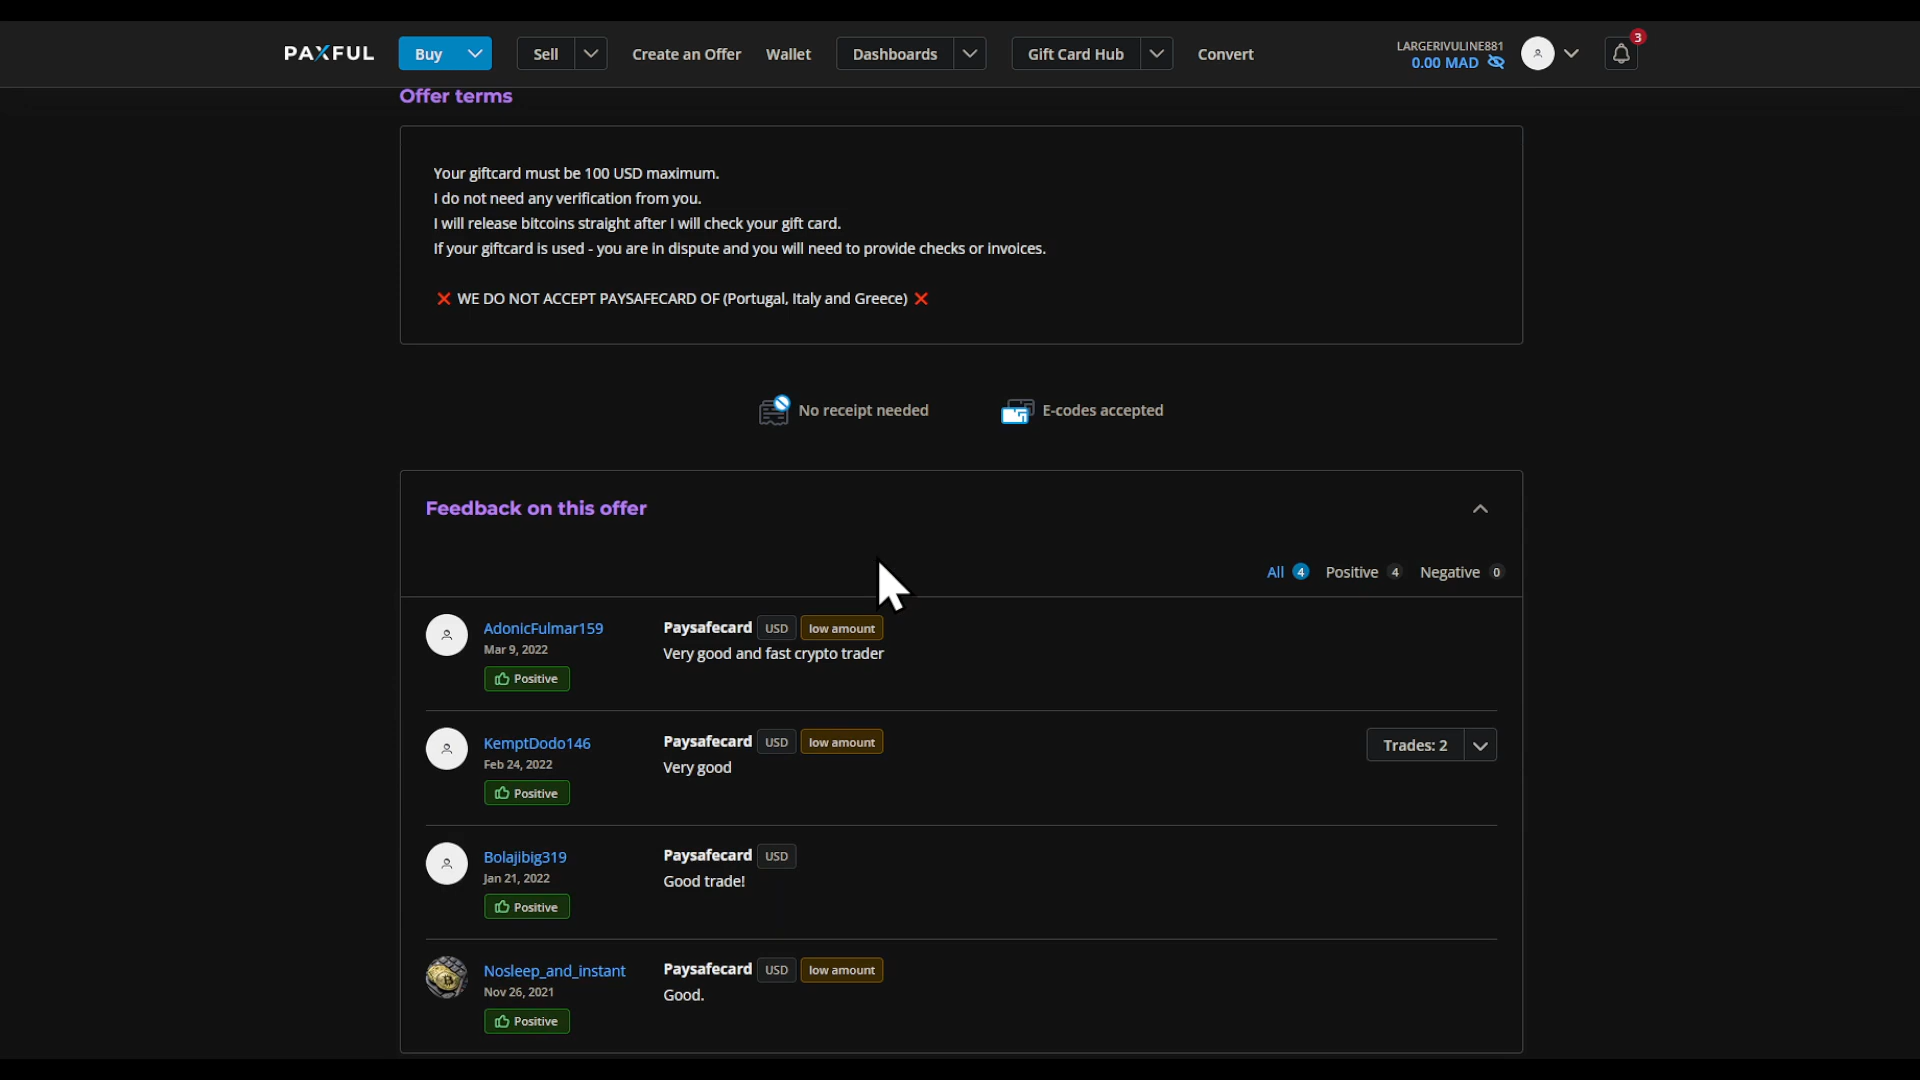 PAXFUL Buy Sell Create an Offer Wallet Dashboards Gift Card Hub Convert LARGERIVULINE881 3
0.00 MAD
Offer terms
Your giftcard must be 100 USD maximum.
I do not need any verification from you.
I will release bitcoins straight after I will check your gift card.
If your giftcard is used - you are in dispute and you will need to provide checks or invoices.
❌ WE DO NOT ACCEPT PAYSAFECARD OF (Portugal, Italy and Greece) ❌
No receipt needed E-codes accepted
Feedback on this offer
All 4 Positive 4 Negative 0
AdonicFulmar159 Paysafecard USD low amount
Mar 9, 2022 Very good and fast crypto trader
Positive
KemptDodo146 Paysafecard USD low amount Trades: 2
Feb 24, 2022 Very good
Positive
Bolajibig319 Paysafecard USD
Jan 21, 2022 Good trade!
Positive
Nosleep_and_instant Paysafecard USD low amount
Nov 26, 2021 Good.
Positive